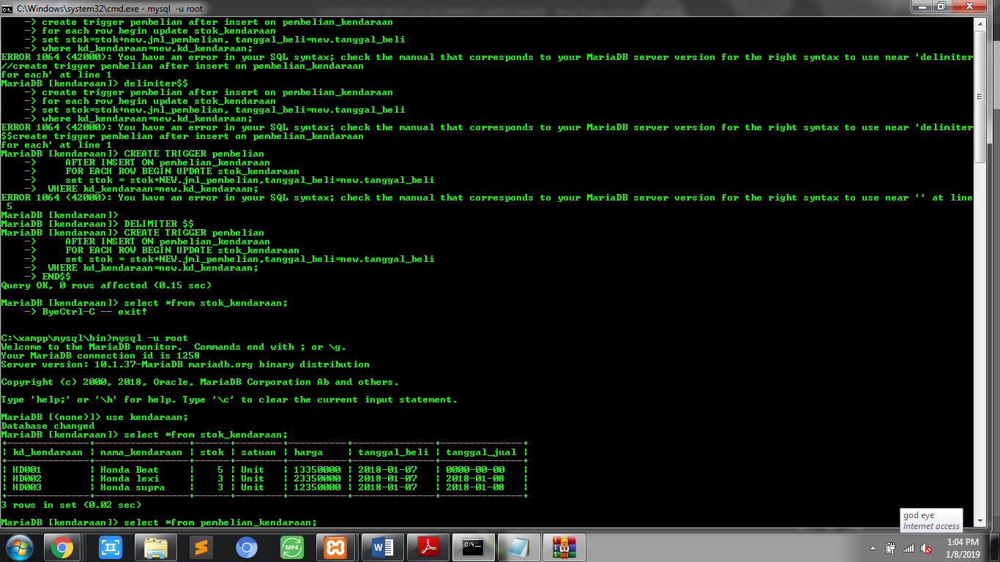 C:\Windows\system32\cmd.exe - mysql -u root
-> create trigger pembelian after insert on pembelian_kendaraan
-> for each row begin update stok_kendaraan
-> set stok=stok+new.jml_pembelian, tanggal_beli=new.tanggal_beli
-> where kd_kendaraan=new.kd_kendaraan;
ERROR 1064 (42000): You have an error in your SQL syntax; check the manual that corresponds to your MariaDB server version for the right syntax to use near 'delimiter
//create trigger pembelian after insert on pembelian_kendaraan
for each' at line 1
MariaDB [kendaraan]> delimiter$$
-> create trigger pembelian after insert on pembelian_kendaraan
-> for each row begin update stok_kendaraan
-> set stok=stok+new.jml_pembelian, tanggal_beli=new.tanggal_beli
-> where kd_kendaraan=new.kd_kendaraan;
ERROR 1064 (42000): You have an error in your SQL syntax; check the manual that corresponds to your MariaDB server version for the right syntax to use near 'delimiter
$$create trigger pembelian after insert on pembelian_kendaraan
for each' at line 1
MariaDB [kendaraan]> CREATE TRIGGER pembelian
-> AFTER INSERT ON pembelian_kendaraan
-> FOR EACH ROW BEGIN UPDATE stok_kendaraan
-> set stok = stok+NEW.jml_pembelian,tanggal_beli=new.tanggal_beli
-> WHERE kd_kendaraan=new.kd_kendaraan;
ERROR 1064 (42000): You have an error in your SQL syntax; check the manual that corresponds to your MariaDB server version for the right syntax to use near '' at line
5
MariaDB [kendaraan]>
MariaDB [kendaraan]> DELIMITER $$
MariaDB [kendaraan]> CREATE TRIGGER pembelian
-> AFTER INSERT ON pembelian_kendaraan
-> FOR EACH ROW BEGIN UPDATE stok_kendaraan
-> set stok = stok+NEW.jml_pembelian,tanggal_beli=new.tanggal_beli
-> WHERE kd_kendaraan=new.kd_kendaraan;
-> END$$
Query OK, 0 rows affected (0.15 sec)
MariaDB [kendaraan]> select *from stok_kendaraan;
-> ByeCtrl-C -- exit!
C:\xampp\mysql\bin>mysql -u root
Welcome to the MariaDB monitor. Commands end with ; or \g.
Your MariaDB connection id is 1258
Server version: 10.1.37-MariaDB mariadb.org binary distribution
Copyright (c) 2000, 2018, Oracle, MariaDB Corporation Ab and others.
Type 'help;' or '\h' for help. Type '\c' to clear the current input statement.
MariaDB [(none)]> use kendaraan;
Database changed
MariaDB [kendaraan]> select *from stok_kendaraan;
+--------------+----------------+------+--------+----------+--------------+--------------+
| kd_kendaraan | nama_kendaraan | stok | satuan | harga | tanggal_beli | tanggal_jual |
+--------------+----------------+------+--------+----------+--------------+--------------+
| HD001 | Honda Beat | 5 | Unit | 13350000 | 2018-01-07 | 0000-00-00 |
| HD002 | Honda lexi | 3 | Unit | 23350000 | 2018-01-07 | 2018-01-08 |
| HD003 | Honda supra | 3 | Unit | 12350000 | 2018-01-07 | 2018-01-08 |
+--------------+----------------+------+--------+----------+--------------+--------------+
3 rows in set (0.02 sec)
MariaDB [kendaraan]> select *from pembelian_kendaraan;
god eye
Internet access
MP4
C:\_
1:04 PM
1/8/2019